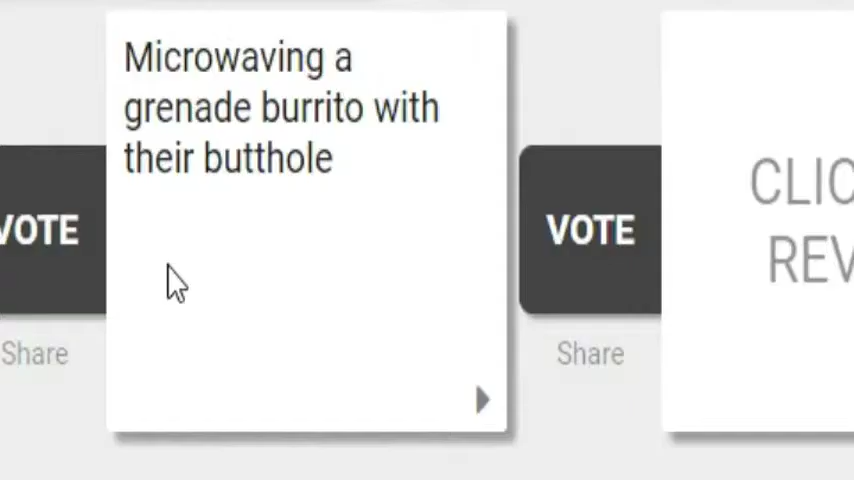 Microwaving a
grenade burrito with
their butthole
VOTE
Share
VOTE
Share